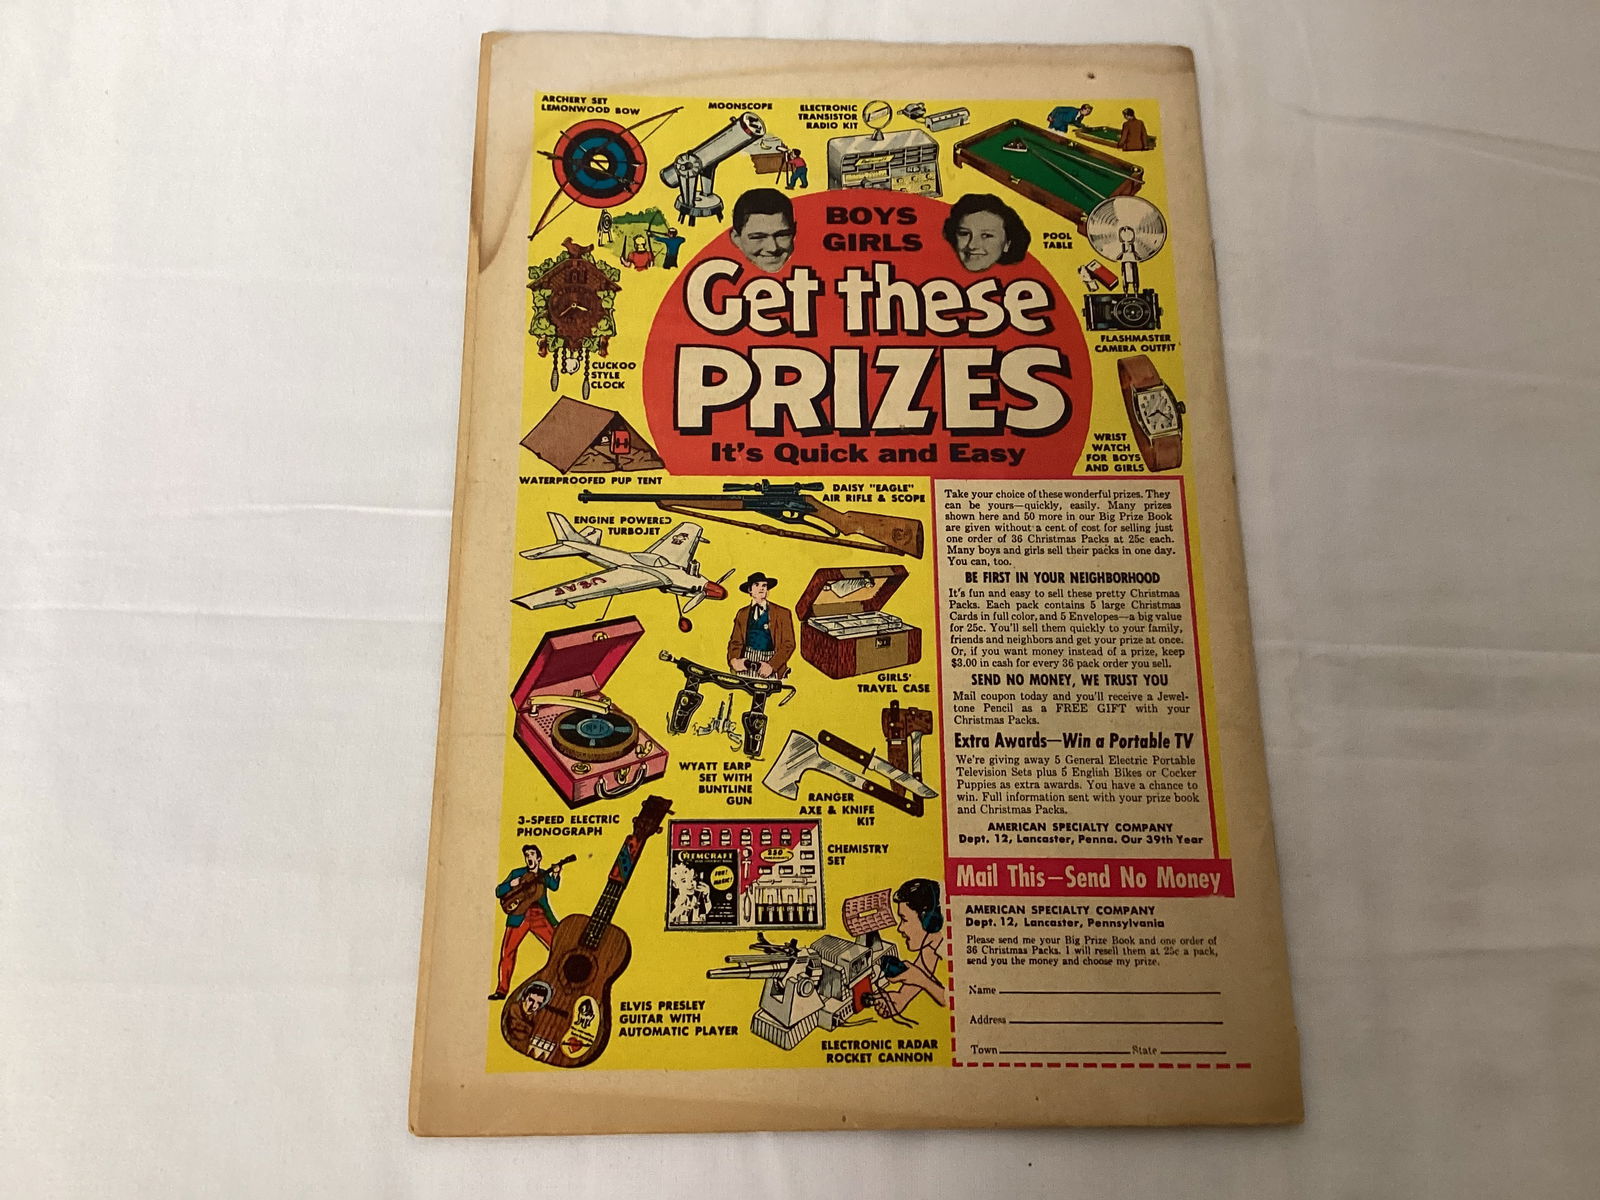 ARCHERY SET
LEMONWOOD BOW
MOONSCOPE
ELECTRONIC
TRANSISTOR
RADIO KIT
BOYS
GIRLS
Get these
PRIZES
It's Quick and Easy
POOL
TABLE
FLASHMASTER
CAMERA OUTFIT
CUCKOO
STYLE
CLOCK
WRIST
WATCH
FOR BOYS
AND GIRLS
WATERPROOFED PUP TENT
DAISY "EAGLE"
AIR RIFLE & SCOPE
ENGINE POWERED
TURBOJET
USAF
GIRLS'
TRAVEL CASE
WYATT EARP
SET WITH
BUNTLINE
GUN
RANGER
AXE & KNIFE
KIT
3-SPEED ELECTRIC
PHONOGRAPH
CHEMCRAFT
FUN!
MAGIC!
250
CHEMISTRY
SET
ELVIS PRESLEY
GUITAR WITH
AUTOMATIC PLAYER
ELECTRONIC RADAR
ROCKET CANNON
Take your choice of these wonderful prizes. They
can be yours—quickly, easily. Many prizes
shown here and 50 more in our Big Prize Book
are given without a cent of cost for selling just
one order of 36 Christmas Packs at 25c each.
Many boys and girls sell their packs in one day.
You can, too.
BE FIRST IN YOUR NEIGHBORHOOD
It's fun and easy to sell these pretty Christmas
Packs. Each pack contains 5 large Christmas
Cards in full color, and 5 Envelopes—a big value
for 25c. You'll sell them quickly to your family,
friends and neighbors and get your prize at once.
Or, if you want money instead of a prize, keep
$3.00 in cash for every 36 pack order you sell.
SEND NO MONEY, WE TRUST YOU
Mail coupon today and you'll receive a Jewel-
tone Pencil as a FREE GIFT with your
Christmas Packs.
Extra Awards—Win a Portable TV
We're giving away 5 General Electric Portable
Television Sets plus 5 English Bikes or Cocker
Puppies as extra awards. You have a chance to
win. Full information sent with your prize book
and Christmas Packs.
AMERICAN SPECIALTY COMPANY
Dept. 12, Lancaster, Penna. Our 39th Year
Mail This—Send No Money
AMERICAN SPECIALTY COMPANY
Dept. 12, Lancaster, Pennsylvania
Please send me your Big Prize Book and one order of
36 Christmas Packs. I will resell them at 25c a pack,
send you the money and choose my prize.
Name
Address
Town State